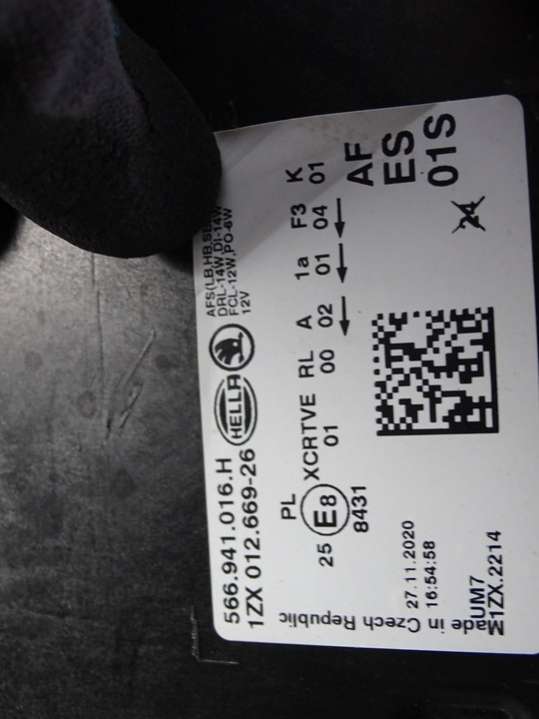 566.941.016.H
1ZX 012.669-26
HELLA
AFS(LB,HB,
DRL-14W,DI-14W
FCL-12W,PO-6W
12V
PL
XCRTVE RL A 1a F3 K
01 00 02 01 04 01
25 E8
8431
AF
ES
01S
24
Made in Czech Republic
27.11.2020
16:54:58
UM7
1ZX.2214